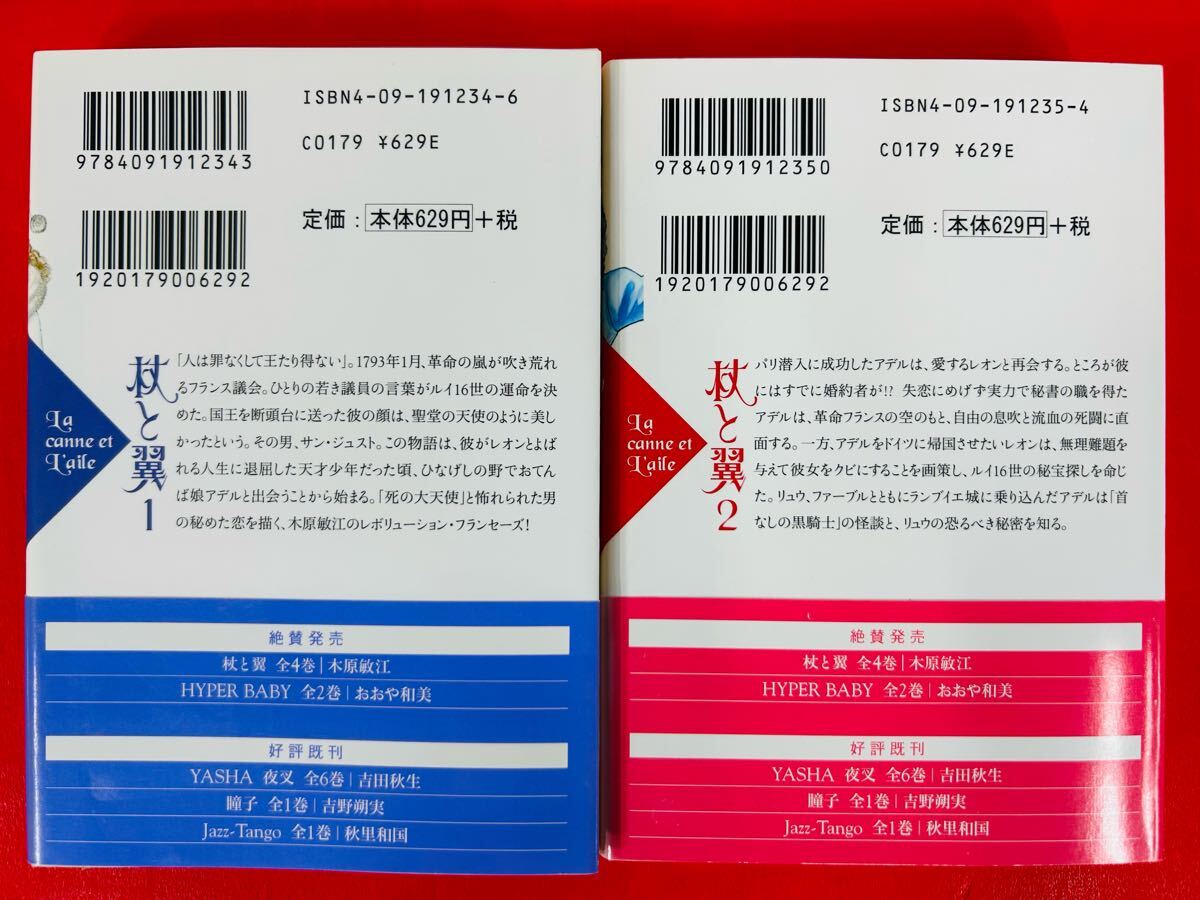 ISBN4-09-191234-6
9784091912343
C0179 ¥629E
定価：本体629円＋税
1920179006292
La
canne et
L'aile
杖と翼 1
「人は罪なくして王たり得ない」。1793年1月、革命の嵐が吹き荒れ
るフランス議会。ひとりの若き議員の言葉がルイ16世の運命を決
めた。国王を断頭台に送った彼の顔は、聖堂の天使のように美し
かったという。その男、サン・ジュスト。この物語は、彼がレオンとよば
れる人生に退屈した天才少年だった頃、ひなげしの野でおてん
ば娘アデルと出会うことから始まる。「死の大天使」と怖れられた男
の秘めた恋を描く、木原敏江のレボリューション・フランセーズ！
絶賛発売
杖と翼 全4巻|木原敏江
HYPER BABY 全2巻|おおや和美
好評既刊
YASHA 夜叉 全6巻|吉田秋生
瞳子 全1巻|吉野朔実
Jazz-Tango 全1巻|秋里和国
ISBN4-09-191235-4
9784091912350
C0179 ¥629E
定価：本体629円＋税
1920179006292
La
canne et
L'aile
杖と翼 2
パリ潜入に成功したアデルは、愛するレオンと再会する。ところが彼
にはすでに婚約者が!? 失恋にめげず実力で秘書の職を得た
アデルは、革命フランスの空のもと、自由の息吹と流血の死闘に直
面する。一方、アデルをドイツに帰国させたいレオンは、無理難題を
与えて彼女をクビにすることを画策し、ルイ16世の秘宝探しを命じ
た。リュウ、ファーブルとともにランブイエ城に乗り込んだアデルは「首
なしの黒騎士」の怪談と、リュウの恐るべき秘密を知る。
絶賛発売
杖と翼 全4巻|木原敏江
HYPER BABY 全2巻|おおや和美
好評既刊
YASHA 夜叉 全6巻|吉田秋生
瞳子 全1巻|吉野朔実
Jazz-Tango 全1巻|秋里和国